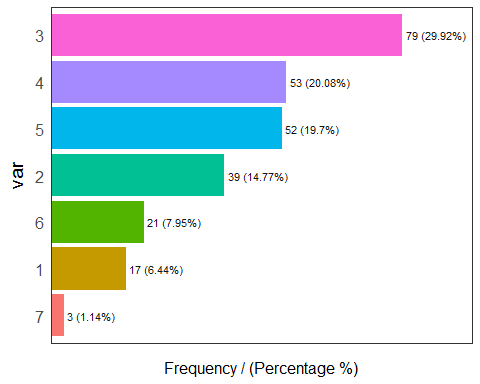 3 79 (29.92%)
4 53 (20.08%)
5 52 (19.7%)
2 39 (14.77%)
6 21 (7.95%)
1 17 (6.44%)
7 3 (1.14%)
var
Frequency / (Percentage %)